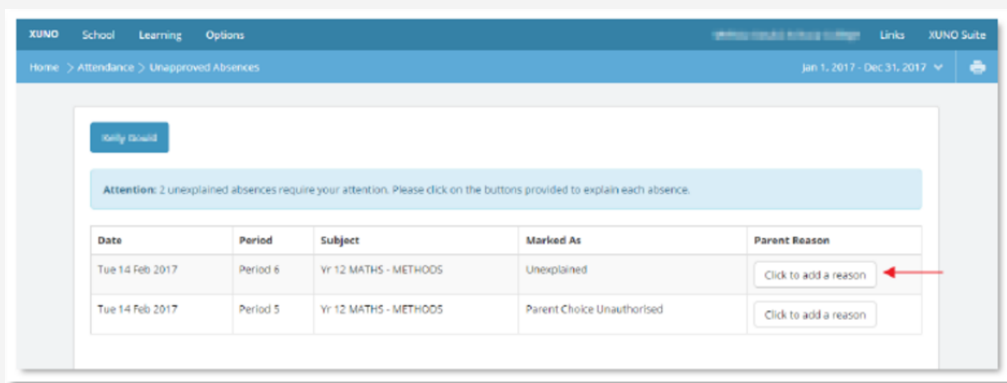 XUNO School Learning Options Links XUNO Suite
Home > Attendance > Unapproved Absences Jan 1, 2017 - Dec 31, 2017
Attention: 2 unexplained absences require your attention. Please click on the buttons provided to explain each absence.
Date Period Subject Marked As Parent Reason
Tue 14 Feb 2017 Period 6 Yr 12 MATHS - METHODS Unexplained Click to add a reason
Tue 14 Feb 2017 Period 5 Yr 12 MATHS - METHODS Parent Choice Unauthorised Click to add a reason